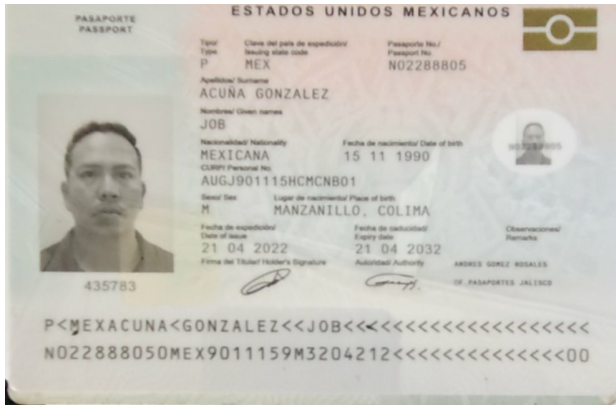 PASAPORTE
PASSPORT
ESTADOS UNIDOS MEXICANOS
Tipo/ Clave del país de expedición/ Pasaporte No./
Type Issuing state code Passport No
P MEX N02288805
Apellidos/ Surname
ACUÑA GONZALEZ
Nombres/ Given names
JOB
Nacionalidad/ Nationality Fecha de nacimiento/ Date of birth
MEXICANA 15 11 1990
CURP/ Personal No.
AUGJ901115HCMCNB01
Sexo/ Sex Lugar de nacimiento/ Place of birth
M MANZANILLO, COLIMA
Fecha de expedición/ Fecha de caducidad/ Observaciones/
Date of issue Expiry date Remarks
21 04 2022 21 04 2032
Firma del Titular/ Holder's Signature Autoridad/ Authority ANDRES GOMEZ ROSALES
435783 OF.PASAPORTES JALISCO
P<MEXACUNA<GONZALEZ<<JOB<<<<<<<<<<<<<<<<<<<<
N022888050MEX9011159M3204212<<<<<<<<<<<<<<00